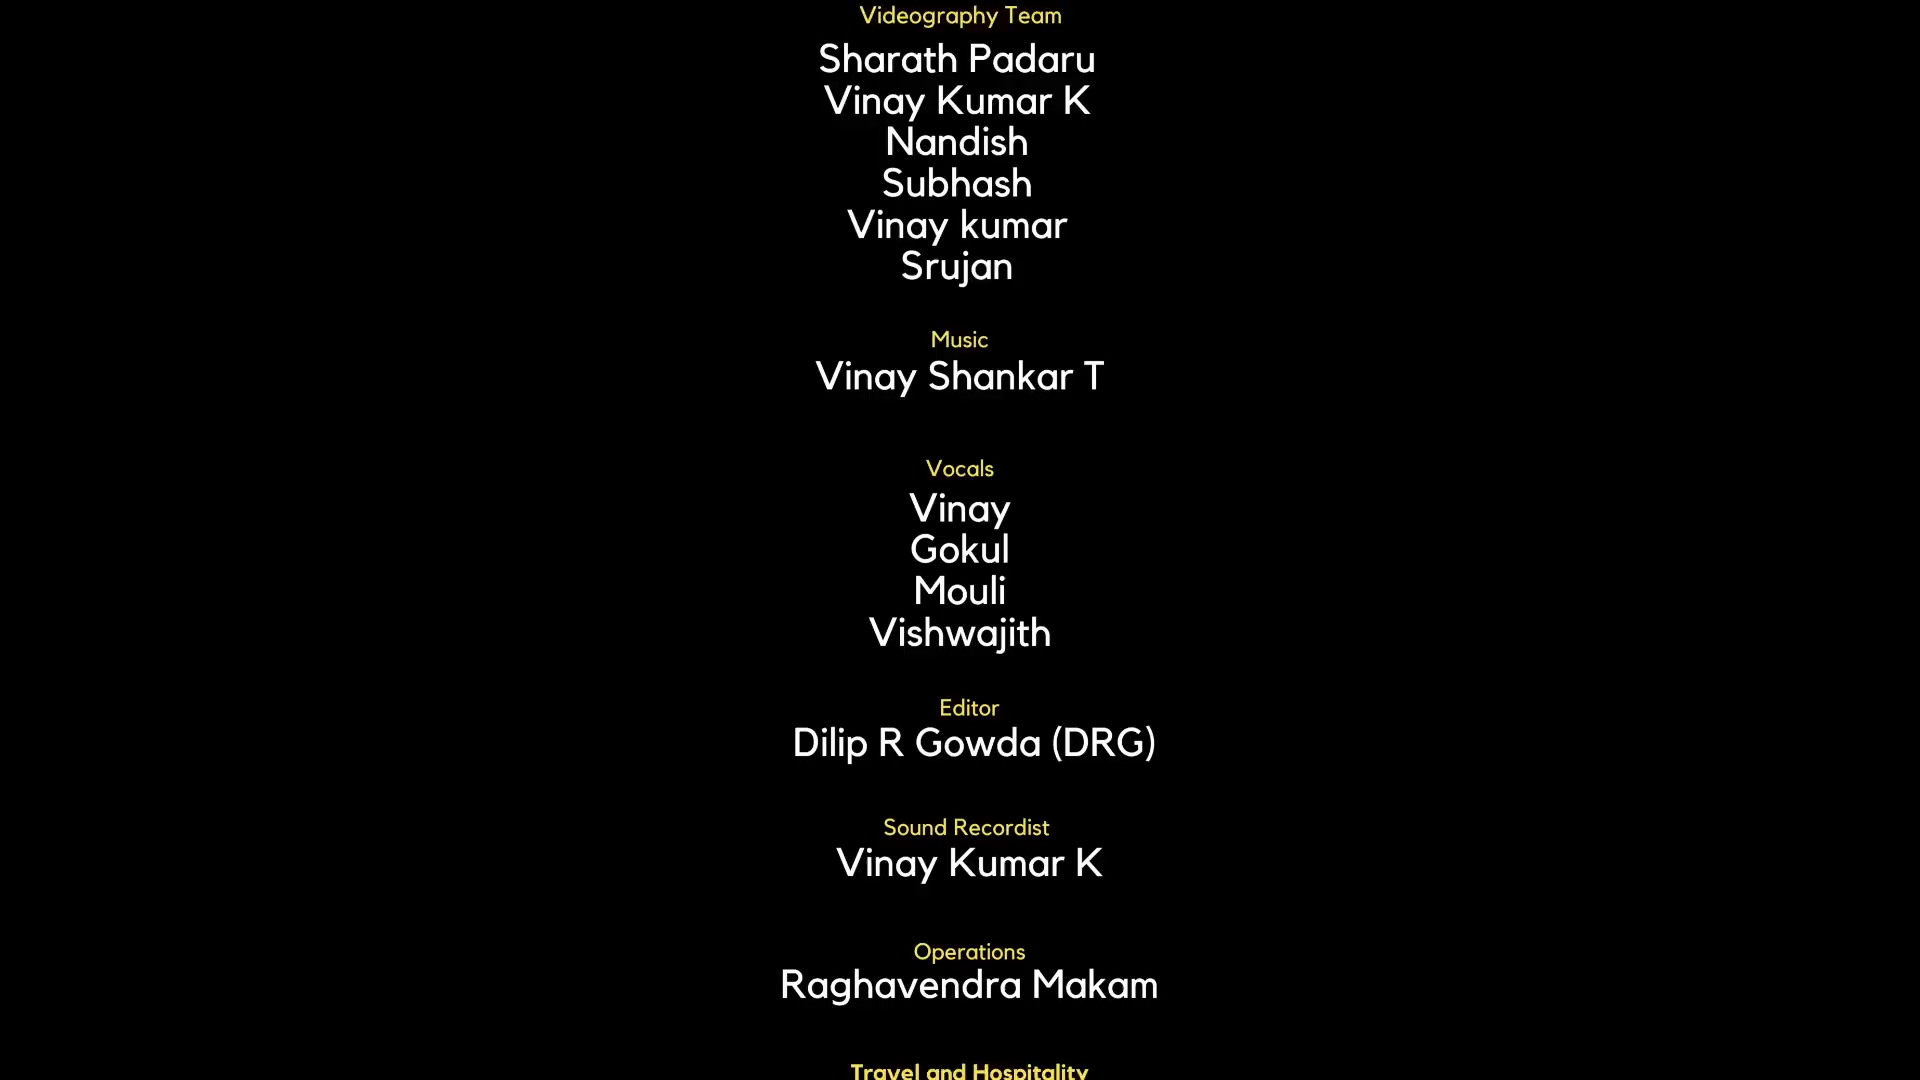 Videography Team
Sharath Padaru
Vinay Kumar K
Nandish
Subhash
Vinay kumar
Srujan
Music
Vinay Shankar T
Vocals
Vinay
Gokul
Mouli
Vishwajith
Editor
Dilip R Gowda (DRG)
Sound Recordist
Vinay Kumar K
Operations
Raghavendra Makam
Travel and Hospitality